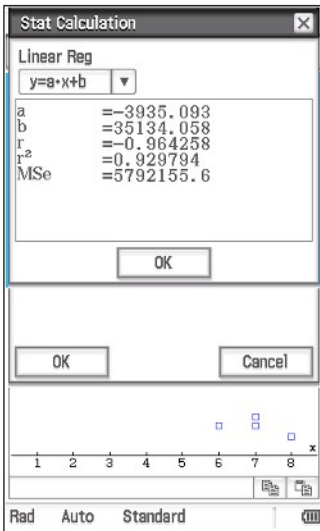 Stat Calculation
Linear Reg
y=a•x+b
a =-3935.093
b =35134.058
r =-0.964258
r² =0.929794
MSe =5792155.6
OK
OK Cancel
x
1 2 3 4 5 6 7 8
Rad Auto Standard